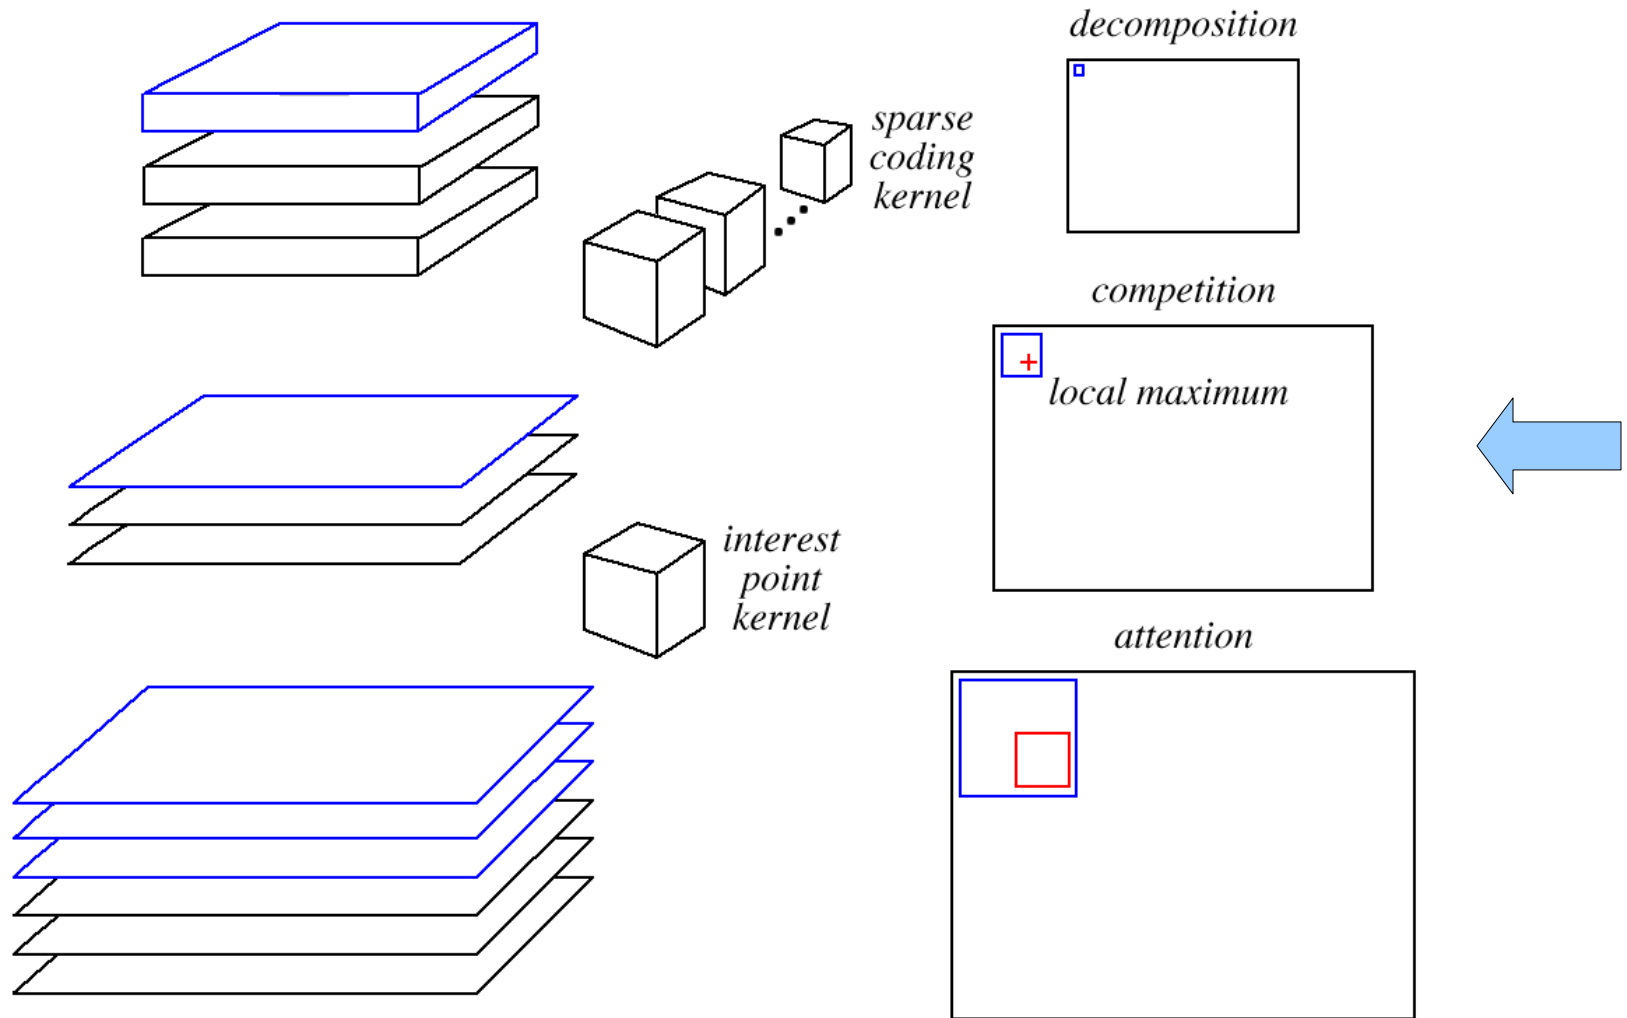 decomposition
sparse
coding
kernel
competition
local maximum
interest
point
kernel
attention